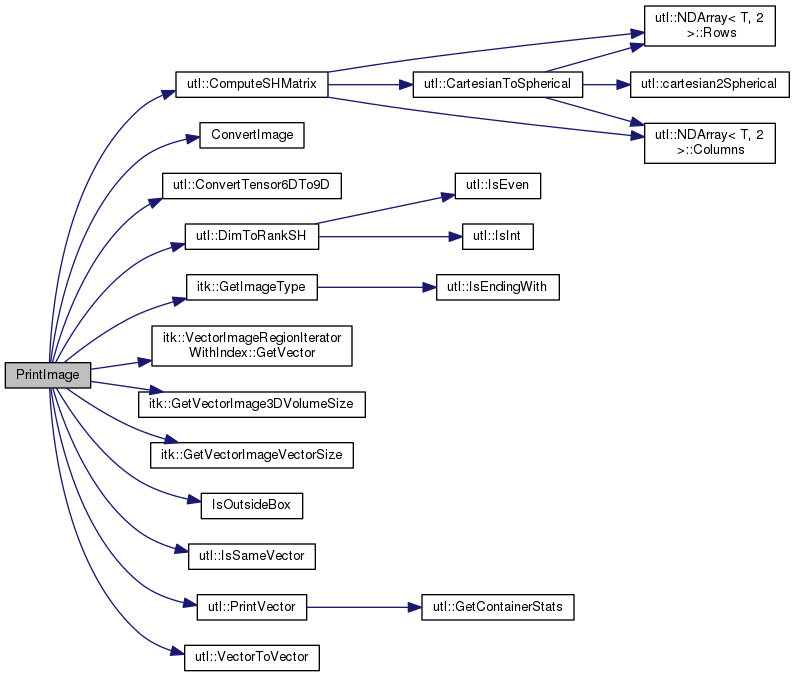 PrintImage
utl::ComputeSHMatrix
ConvertImage
utl::ConvertTensor6DTo9D
utl::DimToRankSH
itk::GetImageType
itk::VectorImageRegionIterator
WithIndex::GetVector
itk::GetVectorImage3DVolumeSize
itk::GetVectorImageVectorSize
IsOutsideBox
utl::IsSameVector
utl::PrintVector
utl::VectorToVector
utl::CartesianToSpherical
utl::IsEven
utl::IsInt
utl::IsEndingWith
utl::GetContainerStats
utl::NDArray< T, 2
>::Rows
utl::cartesian2Spherical
utl::NDArray< T, 2
>::Columns